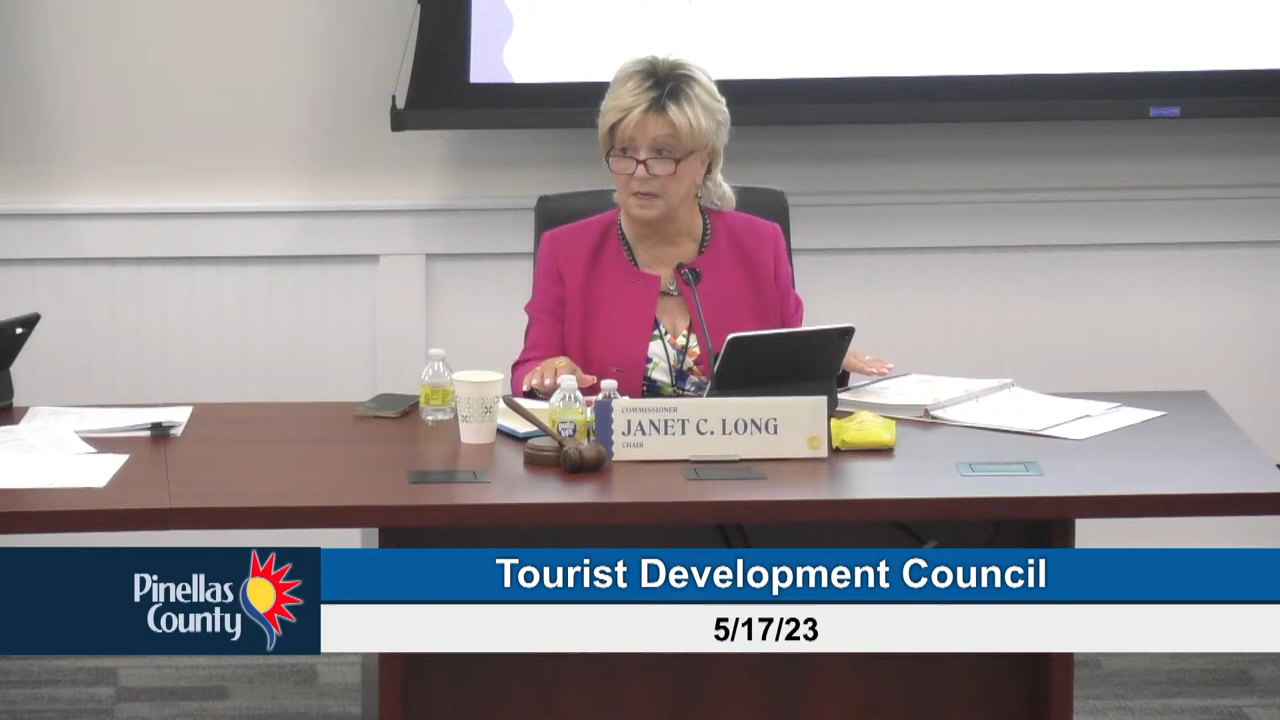 COMMISSIONER
JANET C. LONG
CHAIR
Pinellas
County
Tourist Development Council
5/17/23